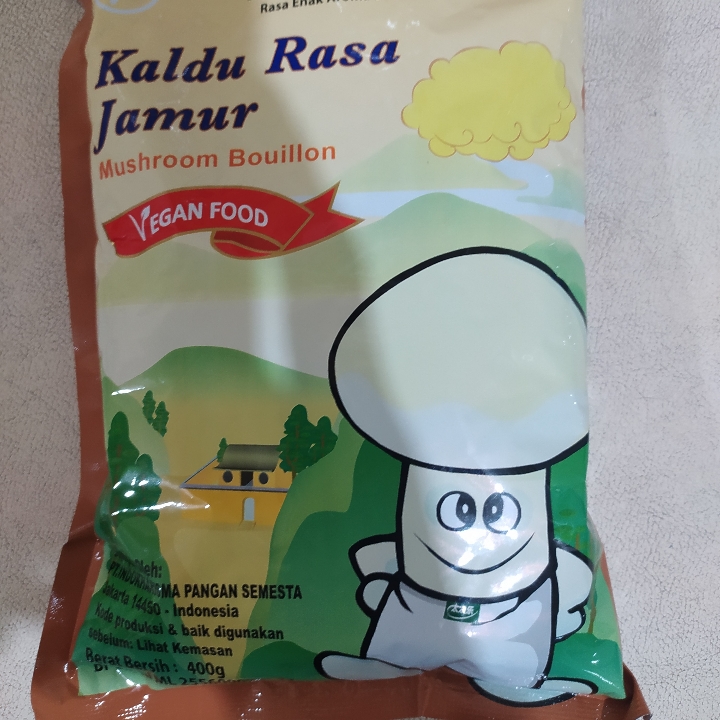 Rasa Enak
Kaldu Rasa
Jamur
Mushroom Bouillon
VEGAN FOOD
PANGAN SEMESTA
Jakarta 14450 - Indonesia
Kode produksi & baik digunakan
sebelum: Lihat Kemasan
Berat Bersih : 400g